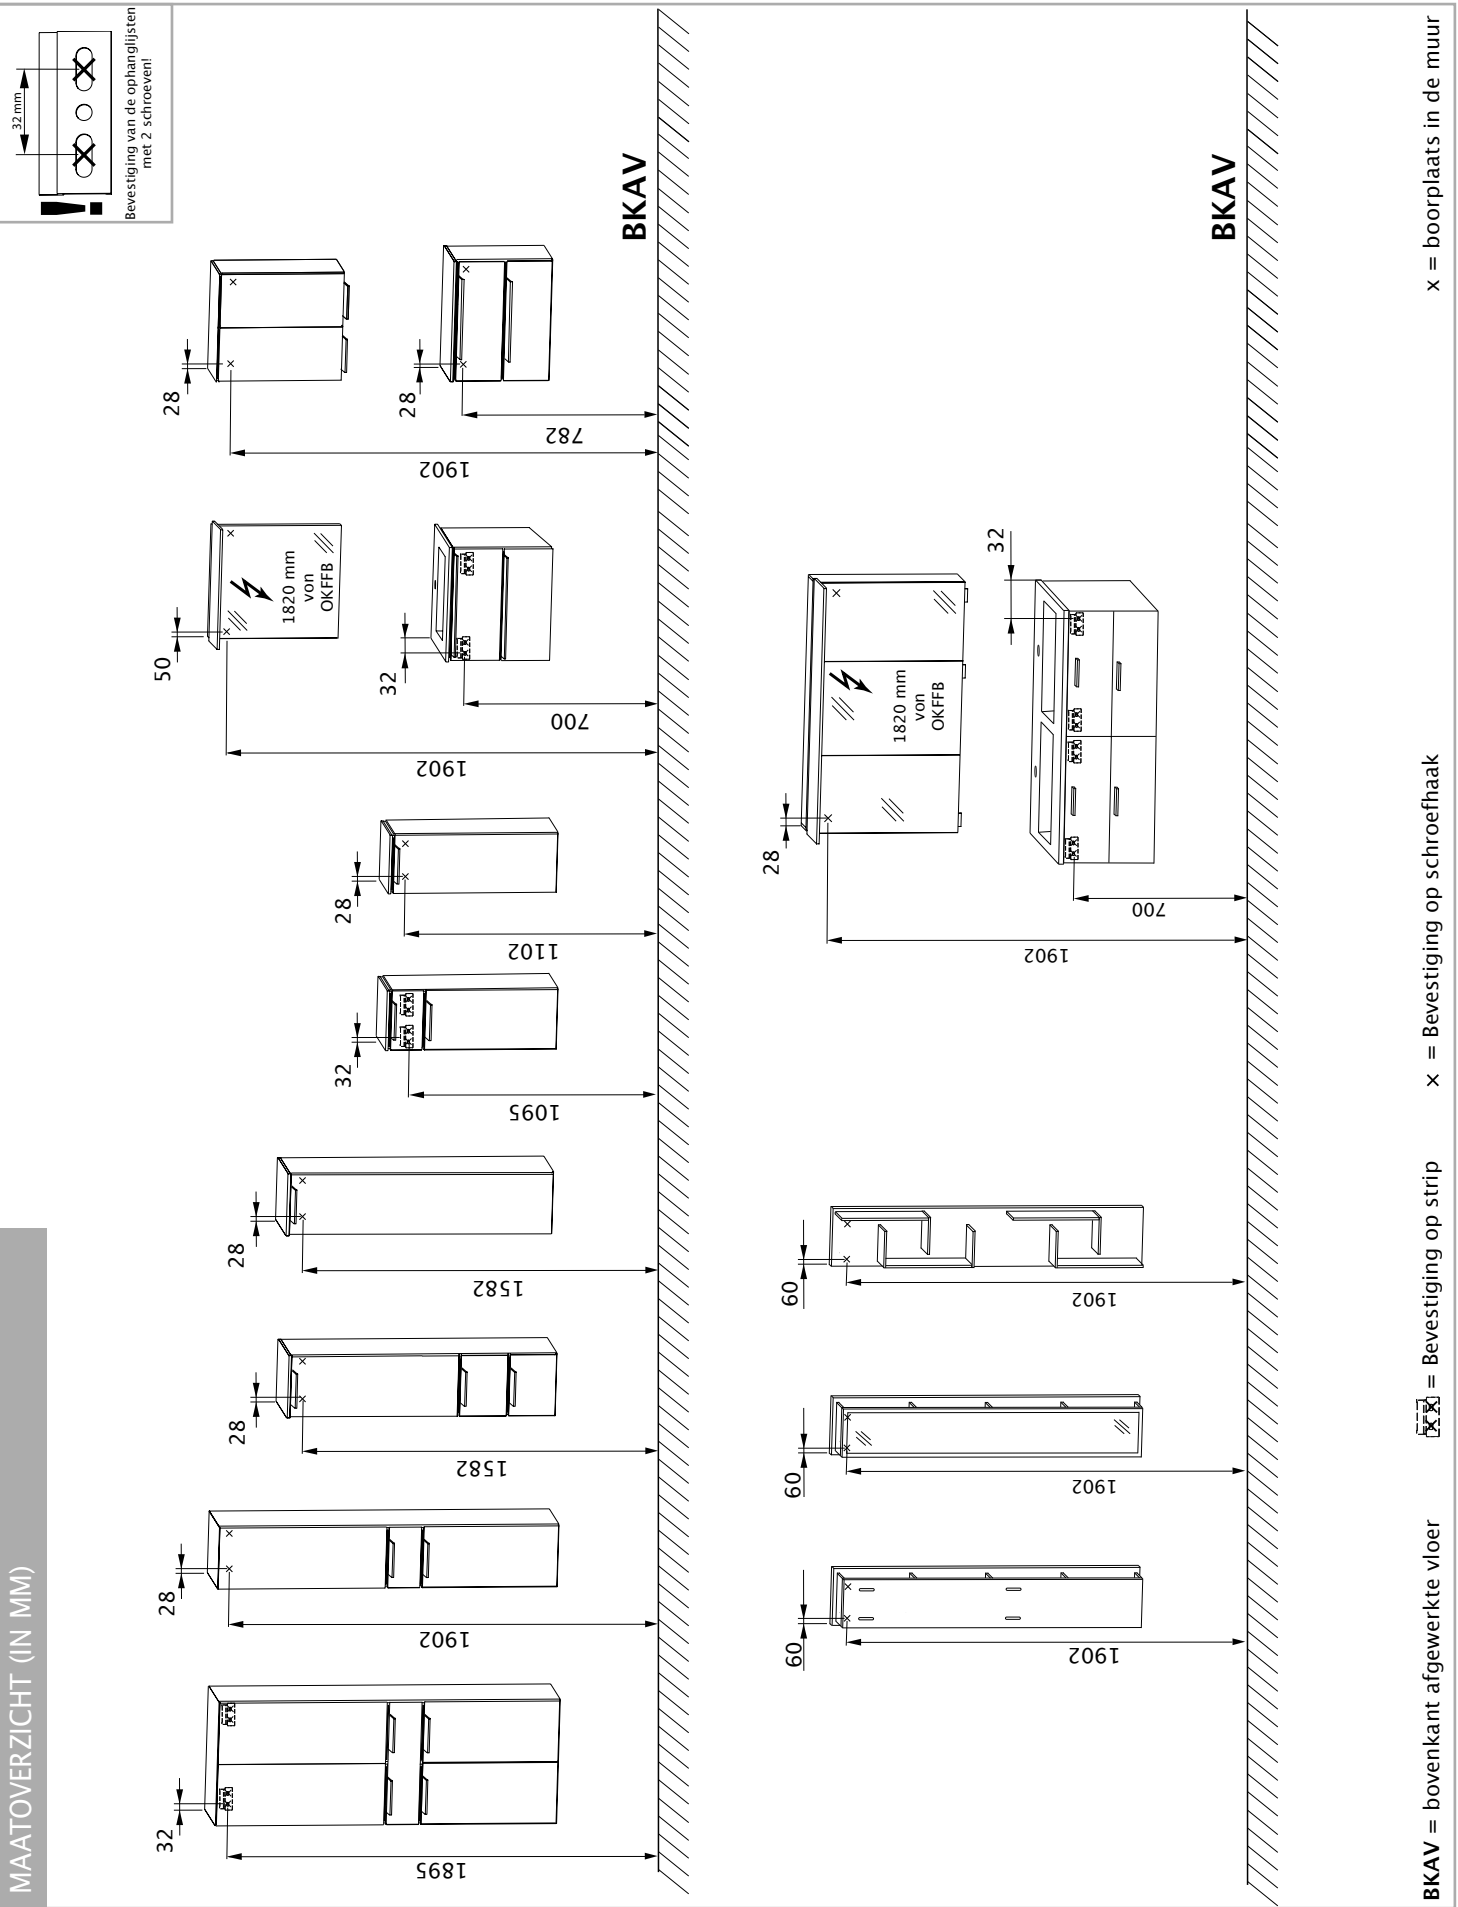 MAATOVERZICHT (IN MM)
32 mm
Bevestiging van de ophanglijsten
met 2 schroeven!
32
1895
28
1902
28
1582
28
1582
32
1095
28
1102
50
1820 mm
von
OKFFB
1902
32
700
28
1902
28
782
BKAV
60
1902
60
1902
60
1902
28
1820 mm
von
OKFFB
1902
32
700
BKAV
BKAV = bovenkant afgewerkte vloer
= Bevestiging op strip
x = Bevestiging op schroefhaak
x = boorplaats in de muur